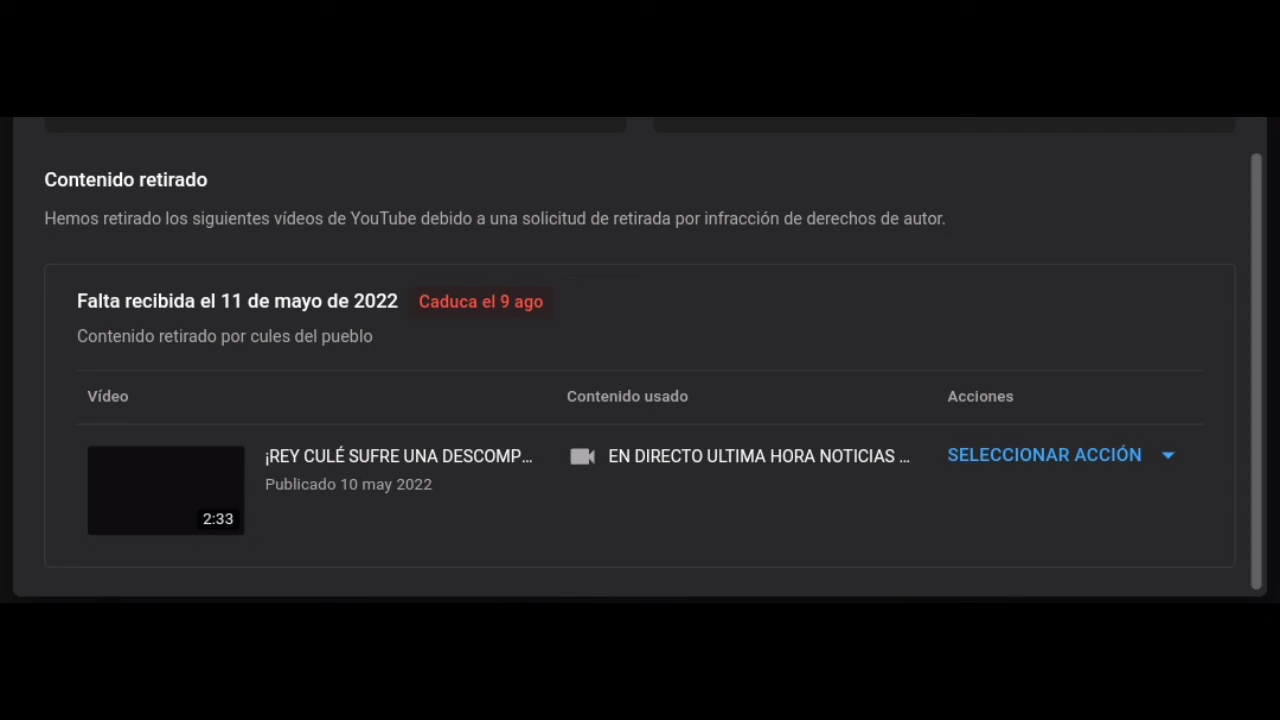 Contenido retirado
Hemos retirado los siguientes vídeos de YouTube debido a una solicitud de retirada por infracción de derechos de autor.
Falta recibida el 11 de mayo de 2022 Caduca el 9 ago
Contenido retirado por cules del pueblo
Vídeo Contenido usado Acciones
¡REY CULÉ SUFRE UNA DESCOMP... EN DIRECTO ULTIMA HORA NOTICIAS ... SELECCIONAR ACCIÓN
Publicado 10 may 2022
2:33